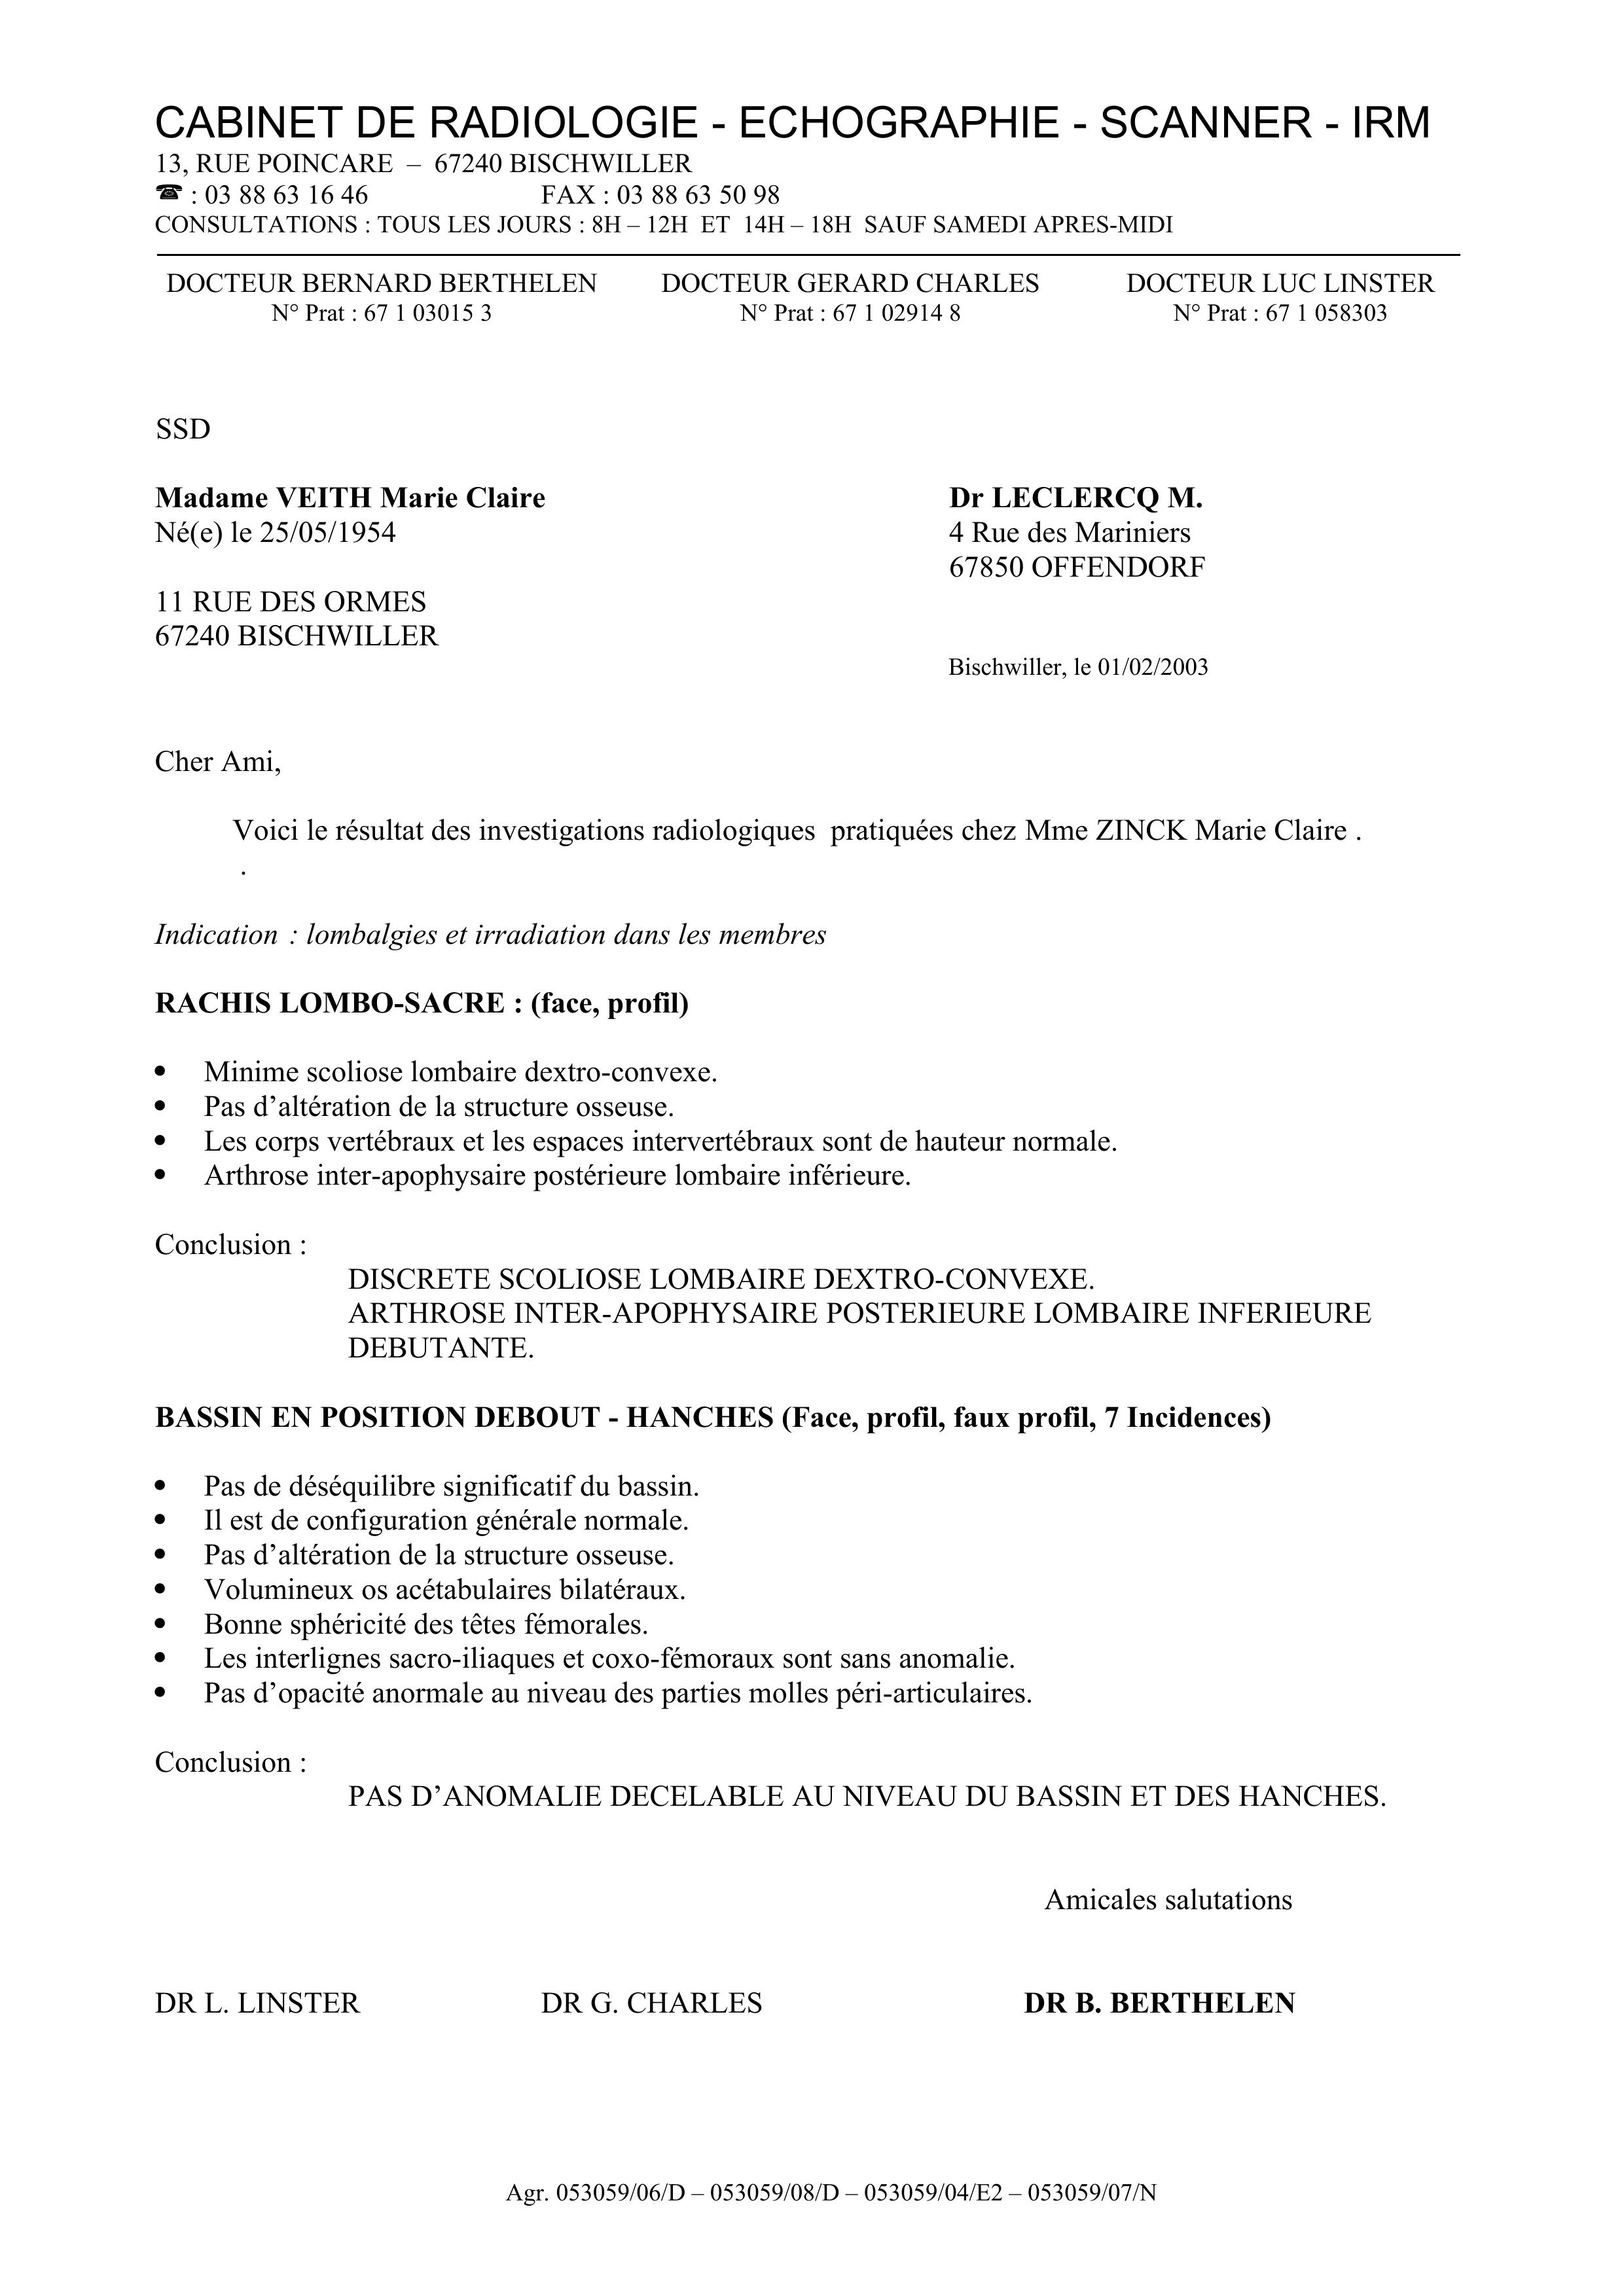 CABINET DE RADIOLOGIE - ECHOGRAPHIE - SCANNER - IRM
13, RUE POINCARE – 67240 BISCHWILLER
☎ : 03 88 63 16 46 FAX : 03 88 63 50 98
CONSULTATIONS : TOUS LES JOURS : 8H – 12H ET 14H – 18H SAUF SAMEDI APRES-MIDI
DOCTEUR BERNARD BERTHELEN DOCTEUR GERARD CHARLES DOCTEUR LUC LINSTER
N° Prat : 67 1 03015 3 N° Prat : 67 1 02914 8 N° Prat : 67 1 058303
SSD
Madame VEITH Marie Claire Dr LECLERCQ M.
Né(e) le 25/05/1954 4 Rue des Mariniers
67850 OFFENDORF
11 RUE DES ORMES
67240 BISCHWILLER
Bischwiller, le 01/02/2003
Cher Ami,
Voici le résultat des investigations radiologiques pratiquées chez Mme ZINCK Marie Claire .
.
Indication : lombalgies et irradiation dans les membres
RACHIS LOMBO-SACRE : (face, profil)
• Minime scoliose lombaire dextro-convexe.
• Pas d’altération de la structure osseuse.
• Les corps vertébraux et les espaces intervertébraux sont de hauteur normale.
• Arthrose inter-apophysaire postérieure lombaire inférieure.
Conclusion :
DISCRETE SCOLIOSE LOMBAIRE DEXTRO-CONVEXE.
ARTHROSE INTER-APOPHYSAIRE POSTERIEURE LOMBAIRE INFERIEURE
DEBUTANTE.
BASSIN EN POSITION DEBOUT - HANCHES (Face, profil, faux profil, 7 Incidences)
• Pas de déséquilibre significatif du bassin.
• Il est de configuration générale normale.
• Pas d’altération de la structure osseuse.
• Volumineux os acétabulaires bilatéraux.
• Bonne sphéricité des têtes fémorales.
• Les interlignes sacro-iliaques et coxo-fémoraux sont sans anomalie.
• Pas d’opacité anormale au niveau des parties molles péri-articulaires.
Conclusion :
PAS D’ANOMALIE DECELABLE AU NIVEAU DU BASSIN ET DES HANCHES.
Amicales salutations
DR L. LINSTER DR G. CHARLES DR B. BERTHELEN
Agr. 053059/06/D – 053059/08/D – 053059/04/E2 – 053059/07/N